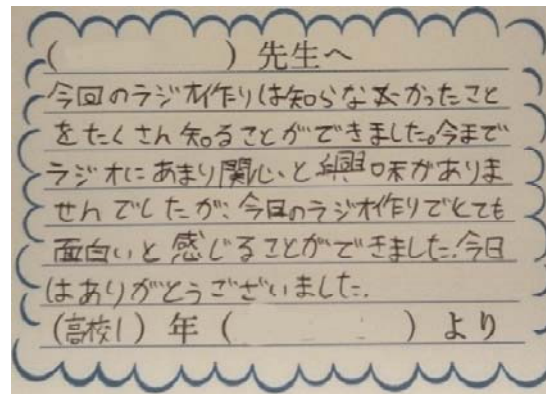 ( ) 先生へ
今回のラジオ作りは知らなかったこと
をたくさん知ることができました。今まで
ラジオにあまり関心と興味がありま
せんでしたが、今日のラジオ作りでとても
面白いと感じることができました。今日
はありがとうございました。
(高校1) 年 ( ) より